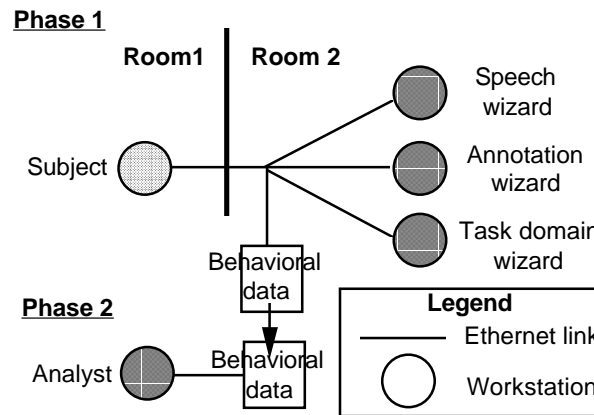 Phase 1
Room1
Room 2
Speech
wizard
Subject
Annotation
wizard
Task domain
wizard
Behavioral
data
Phase 2
Analyst
Behavioral
data
Legend
Ethernet link
Workstation